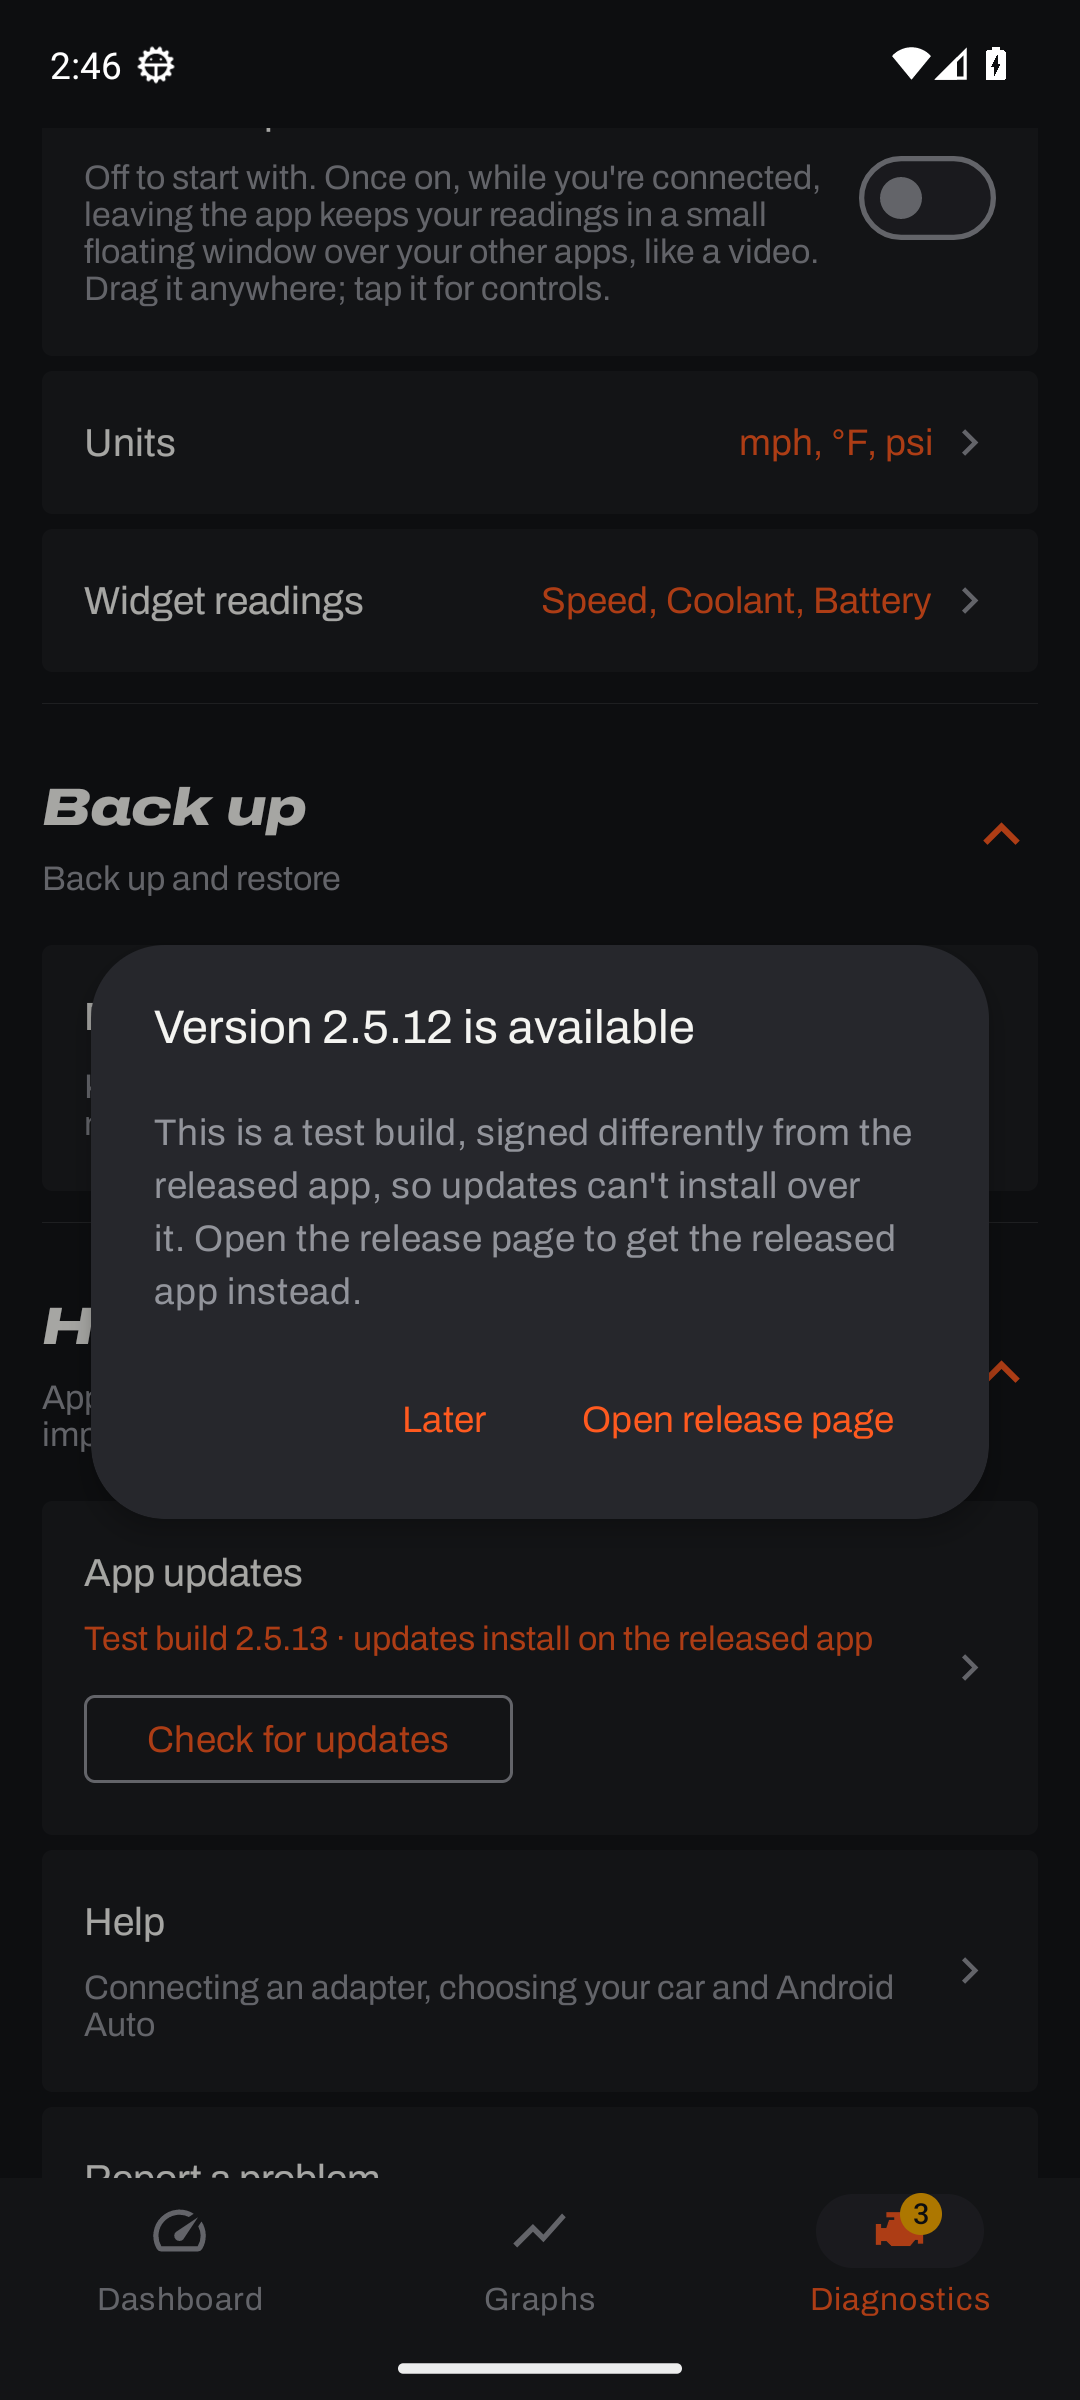 2:46
Off to start with. Once on, while you're connected,
leaving the app keeps your readings in a small
floating window over your other apps, like a video.
Drag it anywhere; tap it for controls.
Units
mph, °F, psi
Widget readings
Speed, Coolant, Battery
Back up
Back up and restore
Version 2.5.12 is available
This is a test build, signed differently from the
released app, so updates can't install over
it. Open the release page to get the released
app instead.
Later
Open release page
App updates
Test build 2.5.13 · updates install on the released app
Check for updates
Help
Connecting an adapter, choosing your car and Android
Auto
Report a problem
3
Dashboard
Graphs
Diagnostics